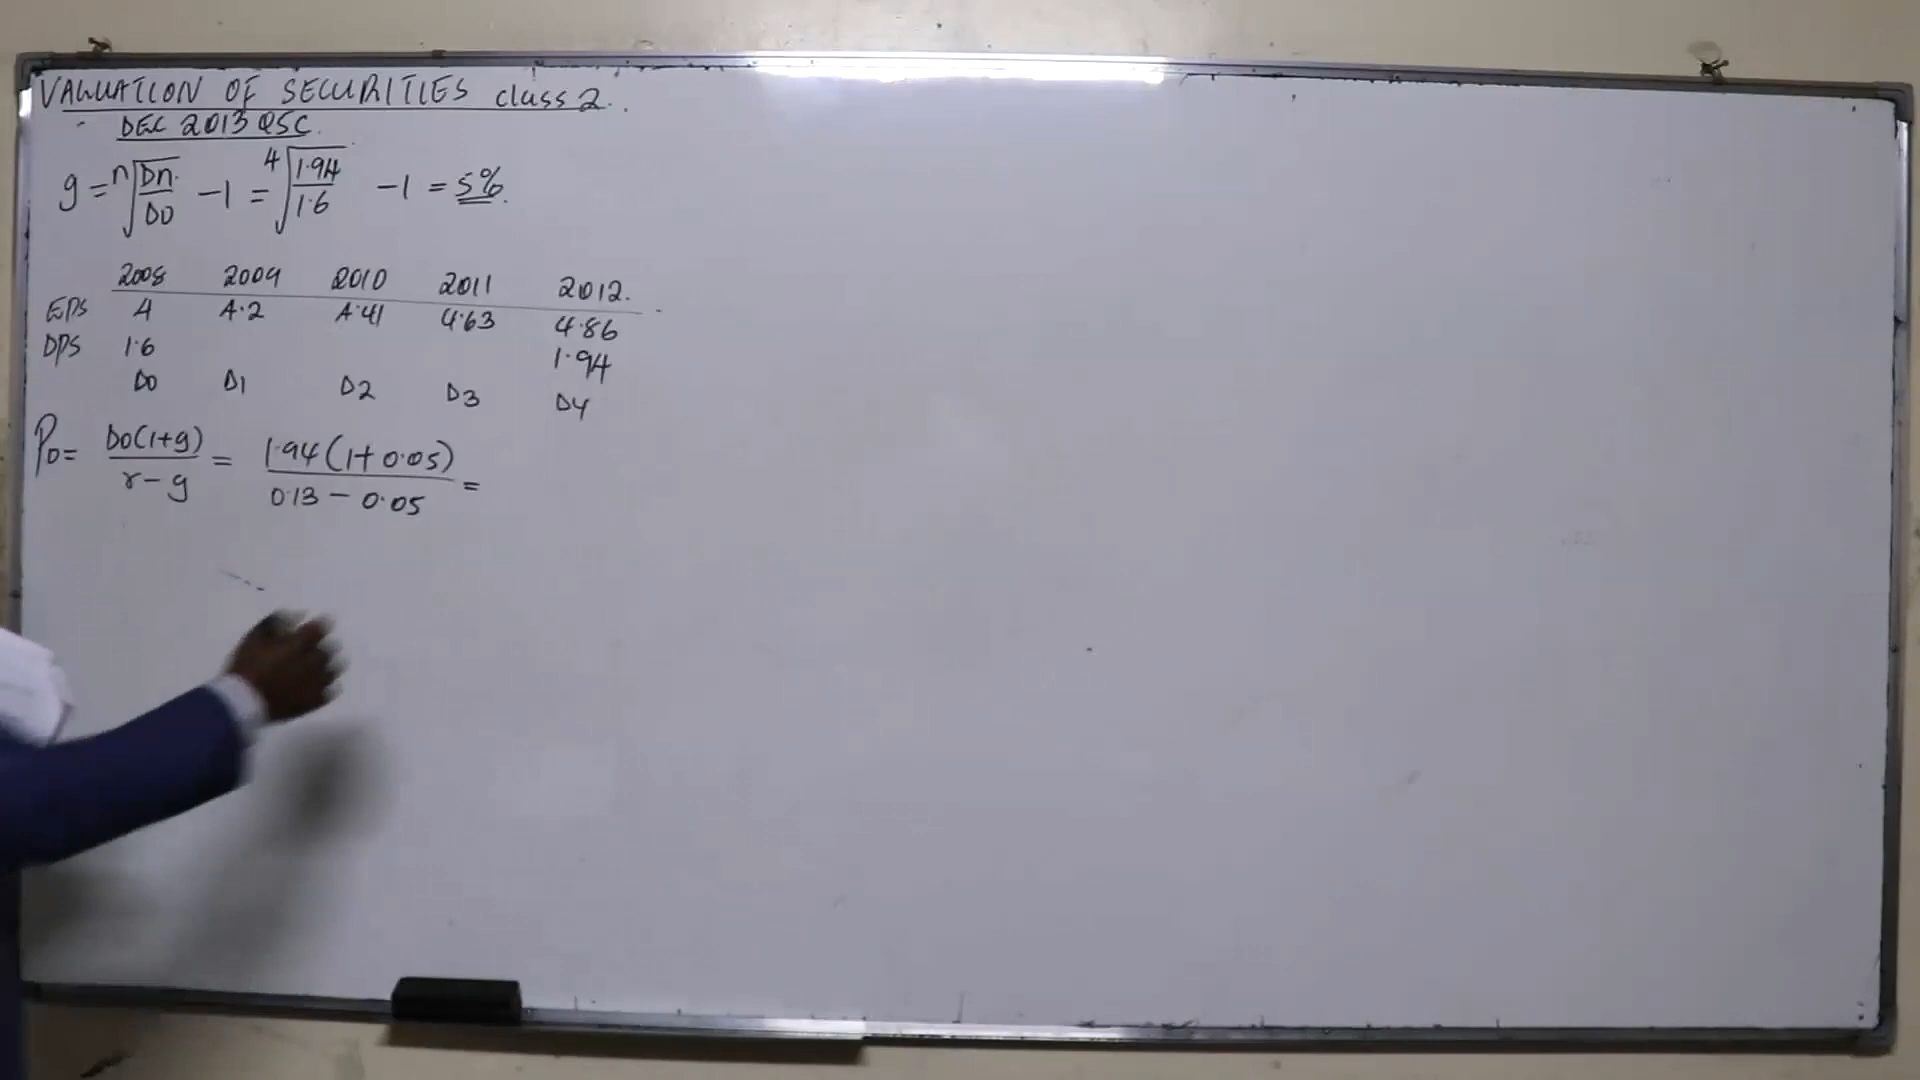 VALUATION OF SECURITIES class 2.
DEC 2013 Q5C.
g = n√(Dn/D0) - 1 = 4√(1.94/1.6) - 1 = 5%.
2008 2009 2010 2011 2012.
EPS 4 4.2 4.41 4.63 4.86
DPS 1.6 1.94
D0 D1 D2 D3 D4
P0 = D0(1+g)/r-g = 1.94(1+0.05)/0.13-0.05 =